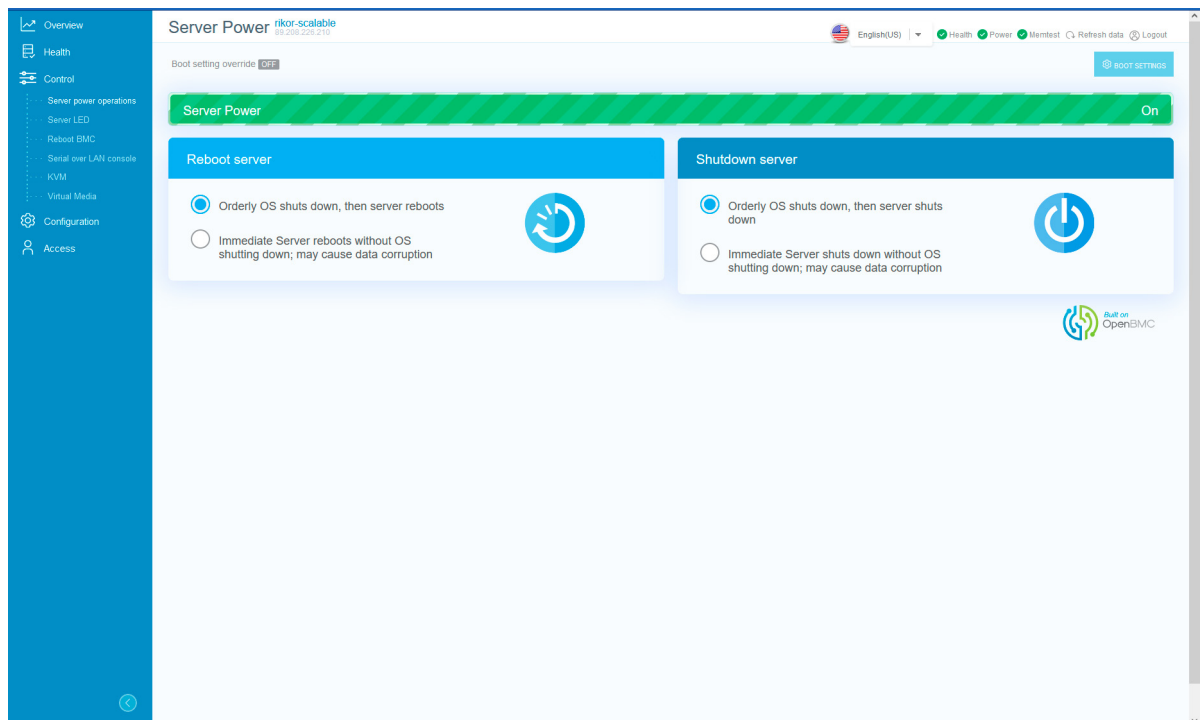 Overview
Health
Control
Server power operations
Server LED
Reboot BMC
Serial over LAN console
KVM
Virtual Media
Configuration
Access
Server Power rikor-scalable
89.208.226.210
English(US)
Health Power Memtest Refresh data Logout
Boot setting override OFF
BOOT SETTINGS
Server Power On
Reboot server
Orderly OS shuts down, then server reboots
Immediate Server reboots without OS
shutting down; may cause data corruption
Shutdown server
Orderly OS shuts down, then server shuts
down
Immediate Server shuts down without OS
shutting down; may cause data corruption
Built on
OpenBMC